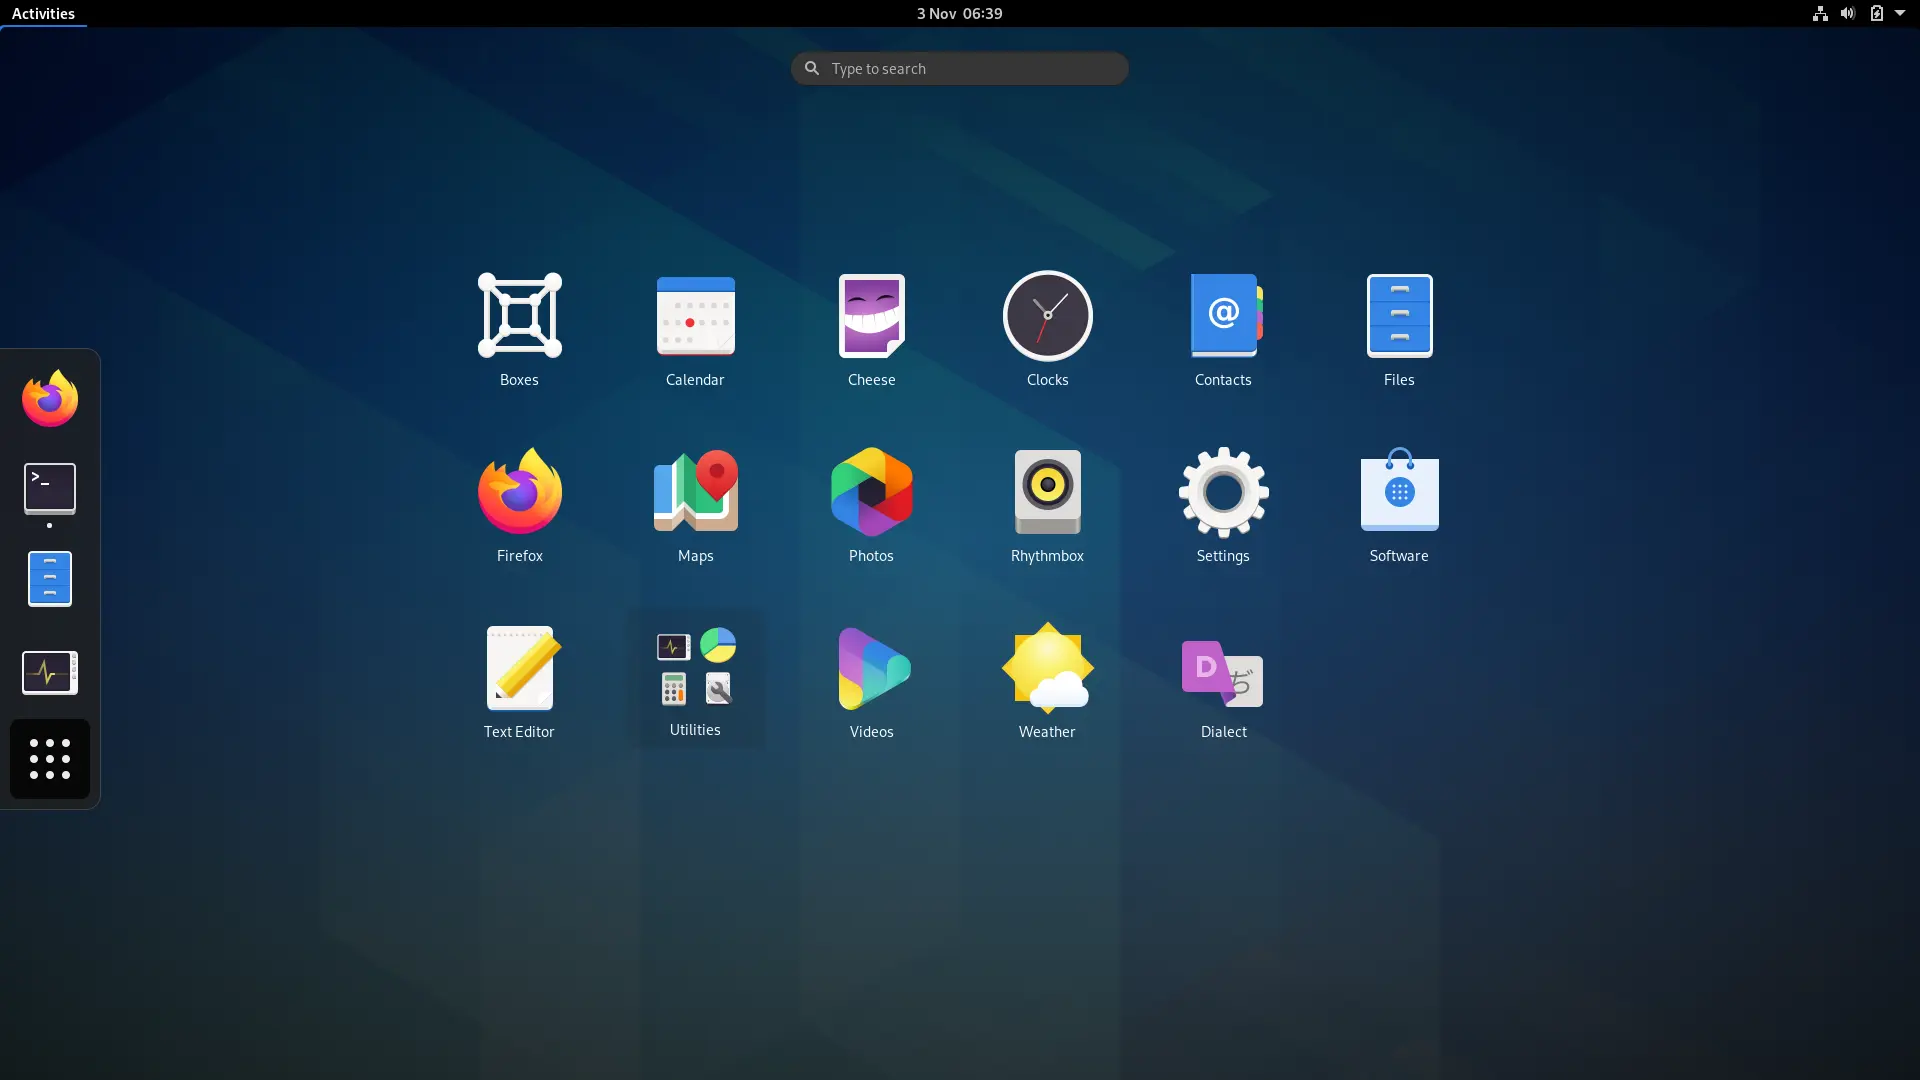 Activities
3 Nov 06:39
Type to search
>_
@
Boxes
Calendar
Cheese
Clocks
Contacts
Files
Firefox
Maps
Photos
Rhythmbox
Settings
Software
D
ぢ
Text Editor
Utilities
Videos
Weather
Dialect